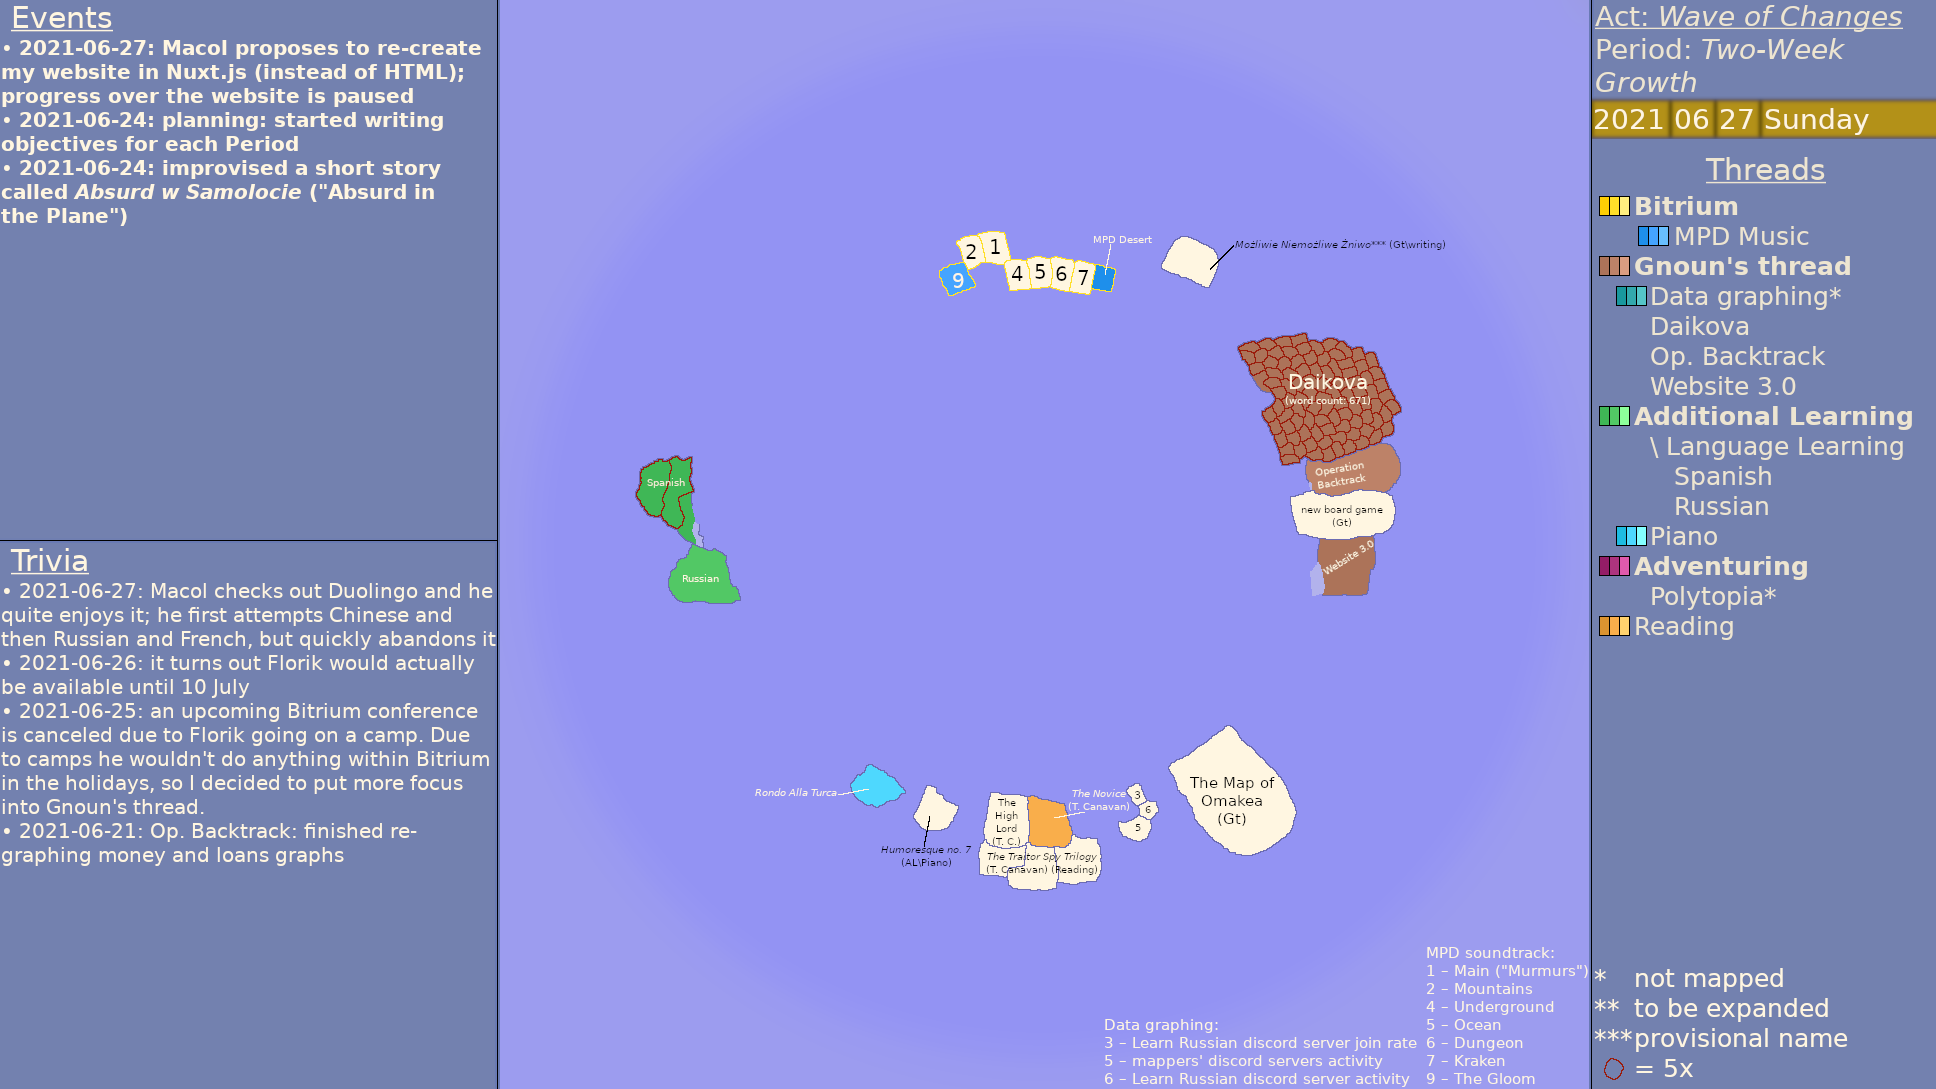 Events
• 2021-06-27: Macol proposes to re-create
my website in Nuxt.js (instead of HTML);
progress over the website is paused
• 2021-06-24: planning: started writing
objectives for each Period
• 2021-06-24: improvised a short story
called Absurd w Samolocie ("Absurd in
the Plane")
Trivia
• 2021-06-27: Macol checks out Duolingo and he
quite enjoys it; he first attempts Chinese and
then Russian and French, but quickly abandons it
• 2021-06-26: it turns out Florik would actually
be available until 10 July
• 2021-06-25: an upcoming Bitrium conference
is canceled due to Florik going on a camp. Due
to camps he wouldn't do anything within Bitrium
in the holidays, so I decided to put more focus
into Gnoun's thread.
• 2021-06-21: Op. Backtrack: finished re-
graphing money and loans graphs
2 1
9
4 5 6 7
MPD Desert
Możliwie Niemożliwe Żniwo*** (Gt\writing)
Daikova
(word count: 671)
Operation
Backtrack
new board game
(Gt)
Website 3.0
Spanish
Russian
Rondo Alla Turca
Humoresque no. 7
(AL\Piano)
The
High
Lord
(T. C.)
The Novice
(T. Canavan)
The Traitor Spy Trilogy
(T. Canavan) (Reading)
3
6
5
The Map of
Omakea
(Gt)
Data graphing:
3 – Learn Russian discord server join rate
5 – mappers' discord servers activity
6 – Learn Russian discord server activity
MPD soundtrack:
1 – Main ("Murmurs")
2 – Mountains
4 – Underground
5 – Ocean
6 – Dungeon
7 – Kraken
9 – The Gloom
Act: Wave of Changes
Period: Two-Week
Growth
2021 06 27 Sunday
Threads
Bitrium
MPD Music
Gnoun's thread
Data graphing*
Daikova
Op. Backtrack
Website 3.0
Additional Learning
\ Language Learning
Spanish
Russian
Piano
Adventuring
Polytopia*
Reading
* not mapped
** to be expanded
*** provisional name
= 5x